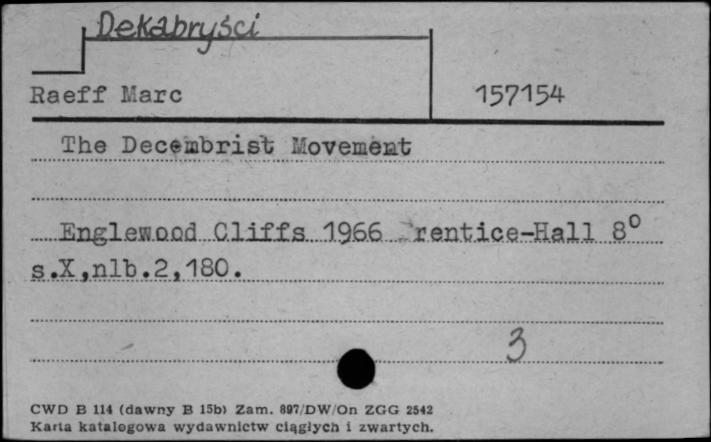 Dekabryści
Raeff Marc 157154
The Decembrist Movement
Englewood Cliffs 1966 rentice-Hall 8°
s.X,nlb.2,180.
3
CWD B 114 (dawny B 15b) Zam. 897/DW/On ZGG 2542
Karta katalogowa wydawnictw ciągłych i zwartych.